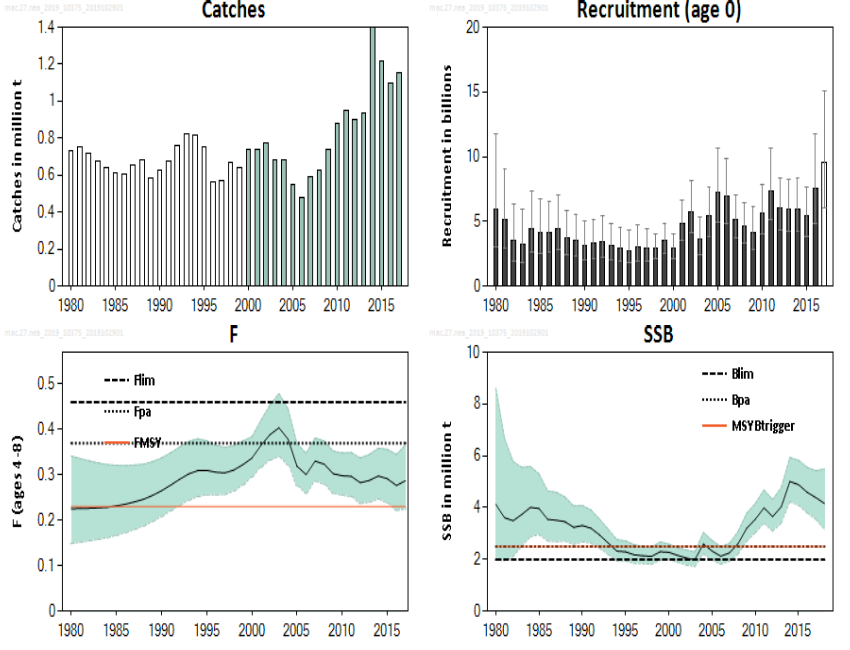 mac.27.nea_2019_10375_2019102901
Catches
Catches in million t
1.4
1.2
1
0.8
0.6
0.4
0.2
0
1980 1985 1990 1995 2000 2005 2010 2015
mac.27.nea_2019_10375_2019102901
Recruitment (age 0)
Recruitment in billions
20
15
10
5
0
1980 1985 1990 1995 2000 2005 2010 2015
mac.27.nea_2019_10375_2019102901
F
F (ages 4-8)
0.5
0.4
0.3
0.2
0.1
0
Flim
Fpa
FMSY
1980 1985 1990 1995 2000 2005 2010 2015
mac.27.nea_2019_10375_2019102901
SSB
SSB in million t
10
8
6
4
2
0
Blim
Bpa
MSY Btrigger
1980 1985 1990 1995 2000 2005 2010 2015